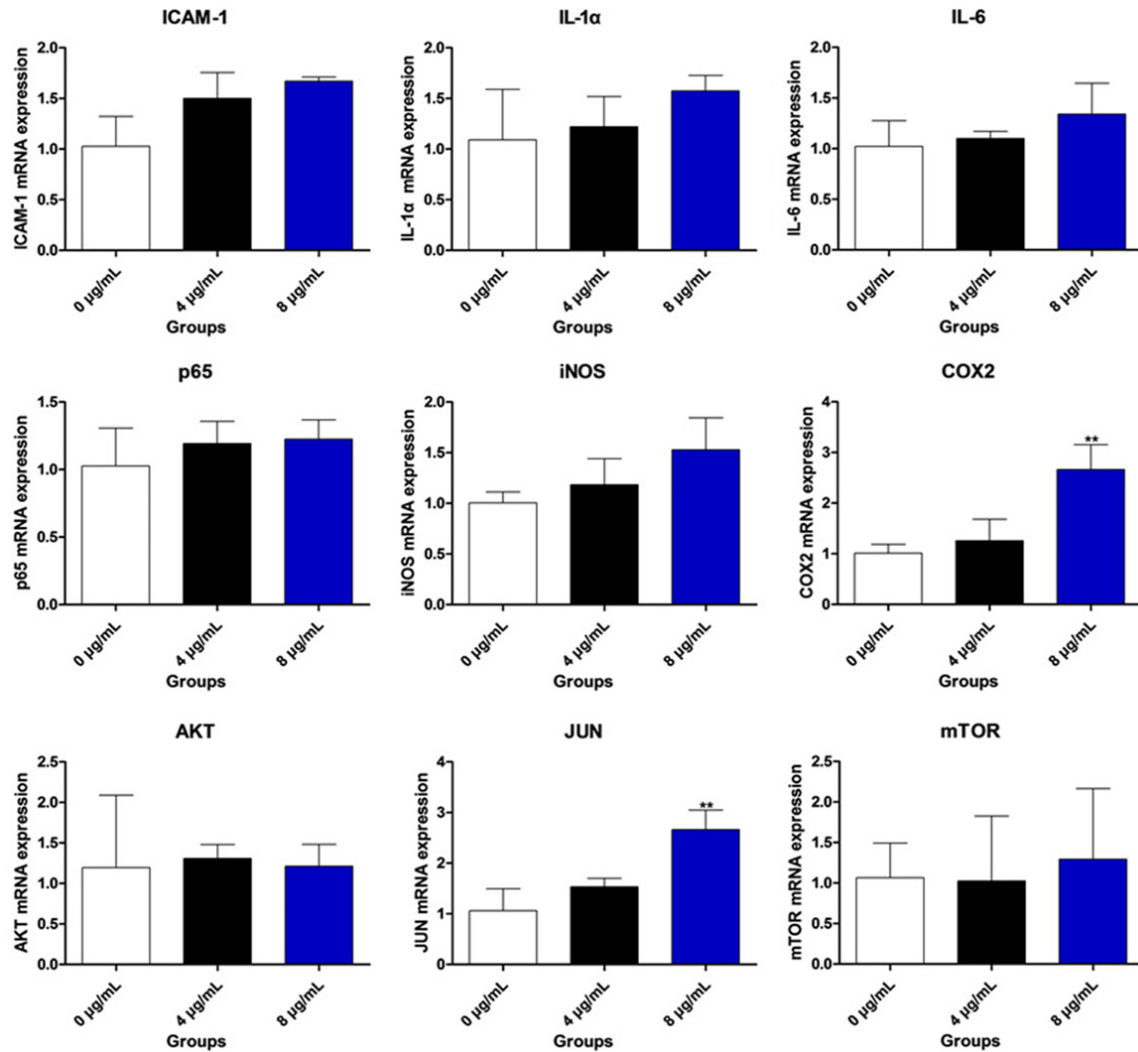 ICAM-1
ICAM-1 mRNA expression
2.0
1.5
1.0
0.5
0.0
0 µg/mL
4 µg/mL
8 µg/mL
Groups
IL-1α
IL-1α mRNA expression
2.0
1.5
1.0
0.5
0.0
0 µg/mL
4 µg/mL
8 µg/mL
Groups
IL-6
IL-6 mRNA expression
2.0
1.5
1.0
0.5
0.0
0 µg/mL
4 µg/mL
8 µg/mL
Groups
p65
p65 mRNA expression
1.5
1.0
0.5
0.0
0 µg/mL
4 µg/mL
8 µg/mL
Groups
iNOS
iNOS mRNA expression
2.0
1.5
1.0
0.5
0.0
0 µg/mL
4 µg/mL
8 µg/mL
Groups
COX2
COX2 mRNA expression
4
3
2
1
0
**
0 µg/mL
4 µg/mL
8 µg/mL
Groups
AKT
AKT mRNA expression
2.5
2.0
1.5
1.0
0.5
0.0
0 µg/mL
4 µg/mL
8 µg/mL
Groups
JUN
JUN mRNA expression
4
3
2
1
0
**
0 µg/mL
4 µg/mL
8 µg/mL
Groups
mTOR
mTOR mRNA expression
2.5
2.0
1.5
1.0
0.5
0.0
0 µg/mL
4 µg/mL
8 µg/mL
Groups